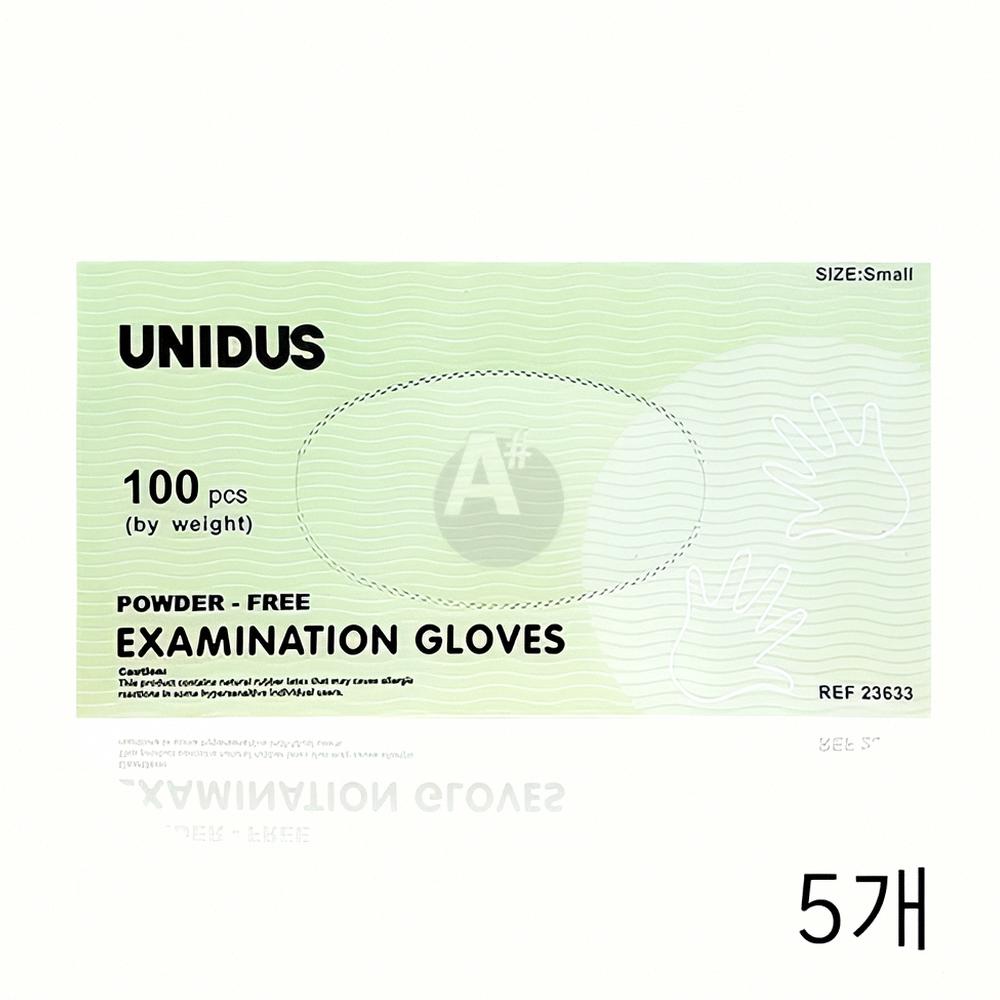 SIZE:Small
UNIDUS
A#
100 pcs
(by weight)
POWDER - FREE
EXAMINATION GLOVES
Caution:
This product contains natural rubber latex that may cause allergic
reactions in some hypersensitive individual users.
REF 23633
5개